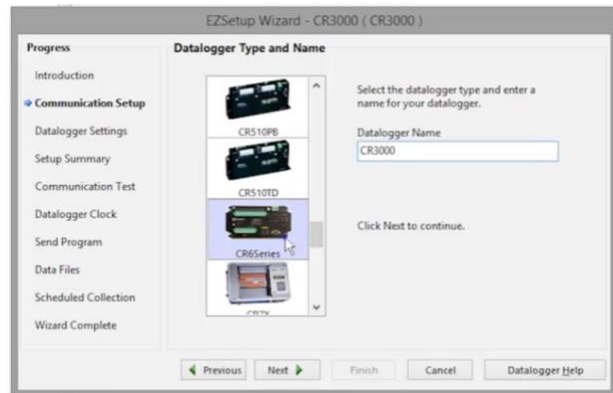 EZSetup Wizard - CR3000 ( CR3000 )
Progress
Introduction
Communication Setup
Datalogger Settings
Setup Summary
Communication Test
Datalogger Clock
Send Program
Data Files
Scheduled Collection
Wizard Complete
Datalogger Type and Name
CR510PB
CR510TD
CR6Series
CR7X
Select the datalogger type and enter a
name for your datalogger.
Datalogger Name
CR3000
Click Next to continue.
Previous
Next
Finish
Cancel
Datalogger Help